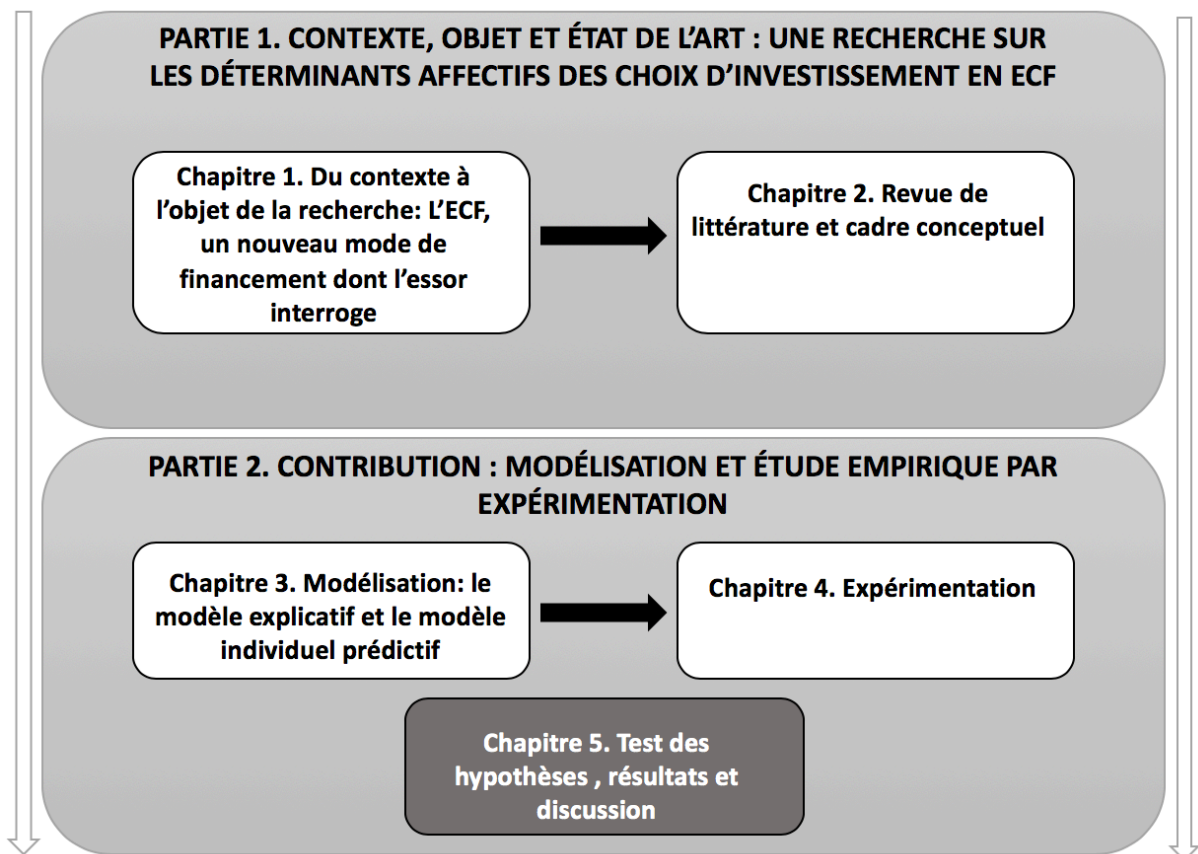 PARTIE 1. CONTEXTE, OBJET ET ÉTAT DE L’ART : UNE RECHERCHE SUR
LES DÉTERMINANTS AFFECTIFS DES CHOIX D’INVESTISSEMENT EN ECF
Chapitre 1. Du contexte à
l’objet de la recherche: L’ECF,
un nouveau mode de
financement dont l’essor
interroge
Chapitre 2. Revue de
littérature et cadre conceptuel
PARTIE 2. CONTRIBUTION : MODÉLISATION ET ÉTUDE EMPIRIQUE PAR
EXPÉRIMENTATION
Chapitre 3. Modélisation: le
modèle explicatif et le modèle
individuel prédictif
Chapitre 4. Expérimentation
Chapitre 5. Test des
hypothèses , résultats et
discussion